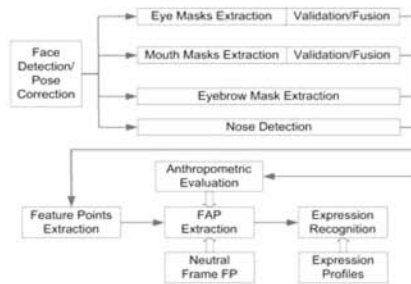 Face
Detection/
Pose
Correction
Eye Masks Extraction Validation/Fusion
Mouth Masks Extraction Validation/Fusion
Eyebrow Mask Extraction
Nose Detection
Anthropometric
Evaluation
Feature Points
Extraction
FAP
Extraction
Expression
Recognition
Neutral
Frame FP
Expression
Profiles